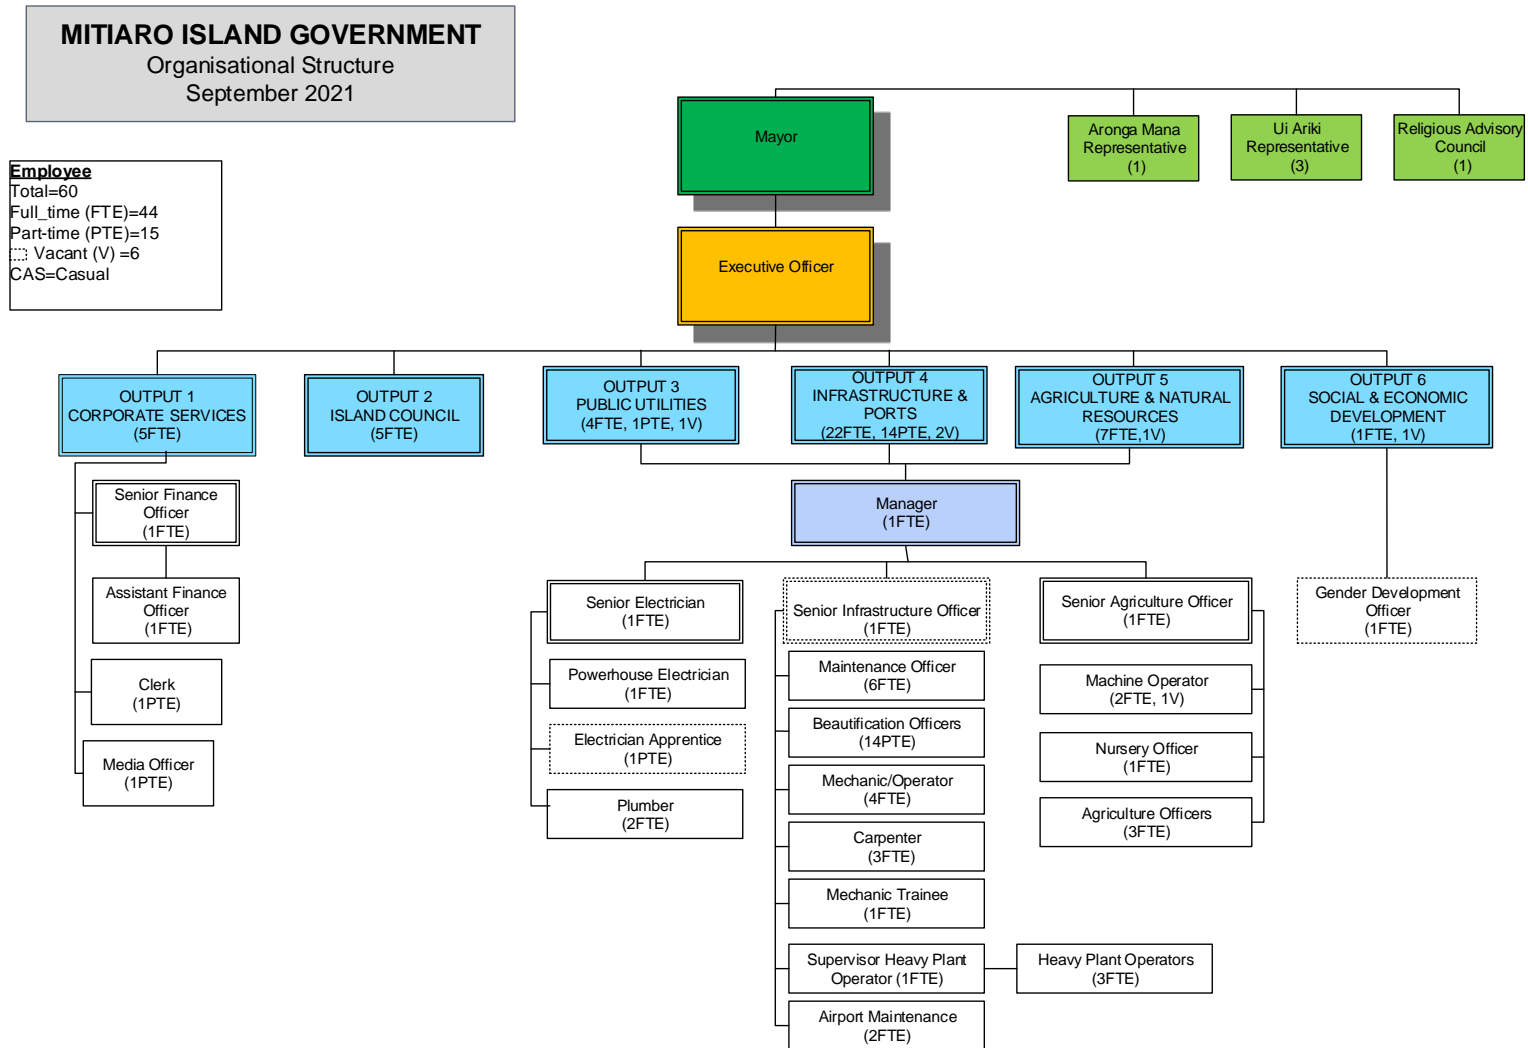 MITIARO ISLAND GOVERNMENT
Organisational Structure
September 2021
Employee
Total=60
Full_time (FTE)=44
Part-time (PTE)=15
Vacant (V) =6
CAS=Casual
Mayor
Aronga Mana
Representative
(1)
Ui Ariki
Representative
(3)
Religious Advisory
Council
(1)
Executive Officer
OUTPUT 1
CORPORATE SERVICES
(5FTE)
OUTPUT 2
ISLAND COUNCIL
(5FTE)
OUTPUT 3
PUBLIC UTILITIES
(4FTE, 1PTE, 1V)
OUTPUT 4
INFRASTRUCTURE &
PORTS
(22FTE, 14PTE, 2V)
OUTPUT 5
AGRICULTURE & NATURAL
RESOURCES
(7FTE,1V)
OUTPUT 6
SOCIAL & ECONOMIC
DEVELOPMENT
(1FTE, 1V)
Senior Finance
Officer
(1FTE)
Assistant Finance
Officer
(1FTE)
Clerk
(1PTE)
Media Officer
(1PTE)
Manager
(1FTE)
Senior Electrician
(1FTE)
Powerhouse Electrician
(1FTE)
Electrician Apprentice
(1PTE)
Plumber
(2FTE)
Senior Infrastructure Officer
(1FTE)
Maintenance Officer
(6FTE)
Beautification Officers
(14PTE)
Mechanic/Operator
(4FTE)
Carpenter
(3FTE)
Mechanic Trainee
(1FTE)
Supervisor Heavy Plant
Operator (1FTE)
Heavy Plant Operators
(3FTE)
Airport Maintenance
(2FTE)
Senior Agriculture Officer
(1FTE)
Machine Operator
(2FTE, 1V)
Nursery Officer
(1FTE)
Agriculture Officers
(3FTE)
Gender Development
Officer
(1FTE)